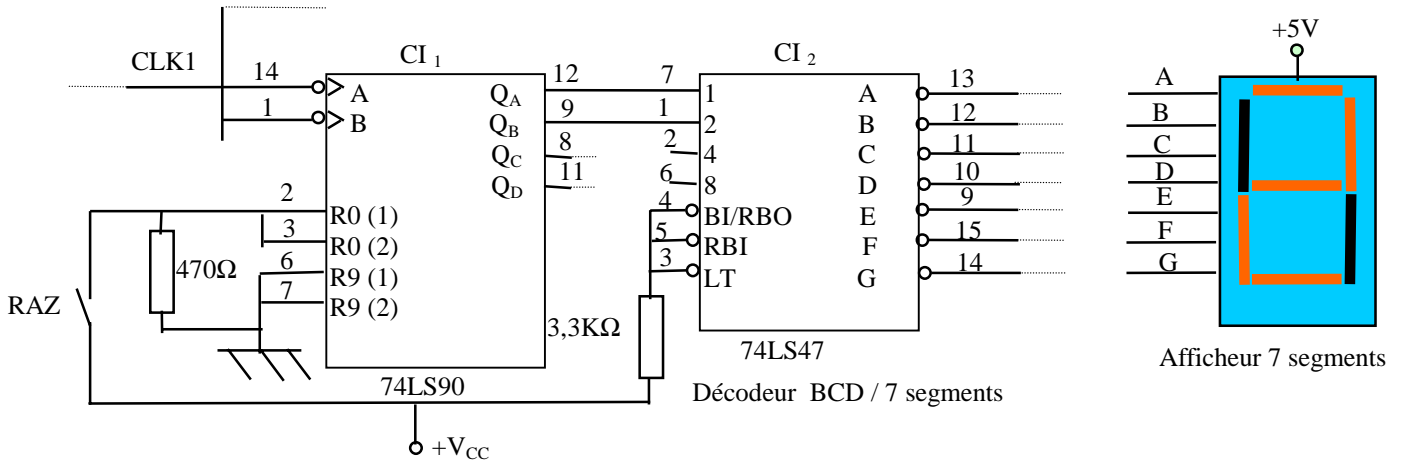 +5V
CLK1
CI 1
CI 2
14
A
1
B
QA
12
QB
9
QC
8
QD
11
7
1
1
2
2
4
6
8
4
BI/RBO
5
RBI
3
LT
A
13
B
12
C
11
D
10
E
9
F
15
G
14
A
B
C
D
E
F
G
2
R0 (1)
3
R0 (2)
6
R9 (1)
7
R9 (2)
470Ω
RAZ
3,3KΩ
74LS90
74LS47
Afficheur 7 segments
Décodeur BCD / 7 segments
+VCC